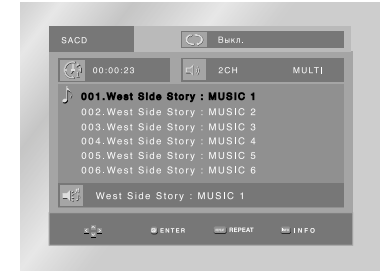 SACD Выкл.
00:00:23 2CH MULTI
001.West Side Story : MUSIC 1
002.West Side Story : MUSIC 2
003.West Side Story : MUSIC 3
004.West Side Story : MUSIC 4
005.West Side Story : MUSIC 5
006.West Side Story : MUSIC 6
West Side Story : MUSIC 1
ENTER REPEAT INFO